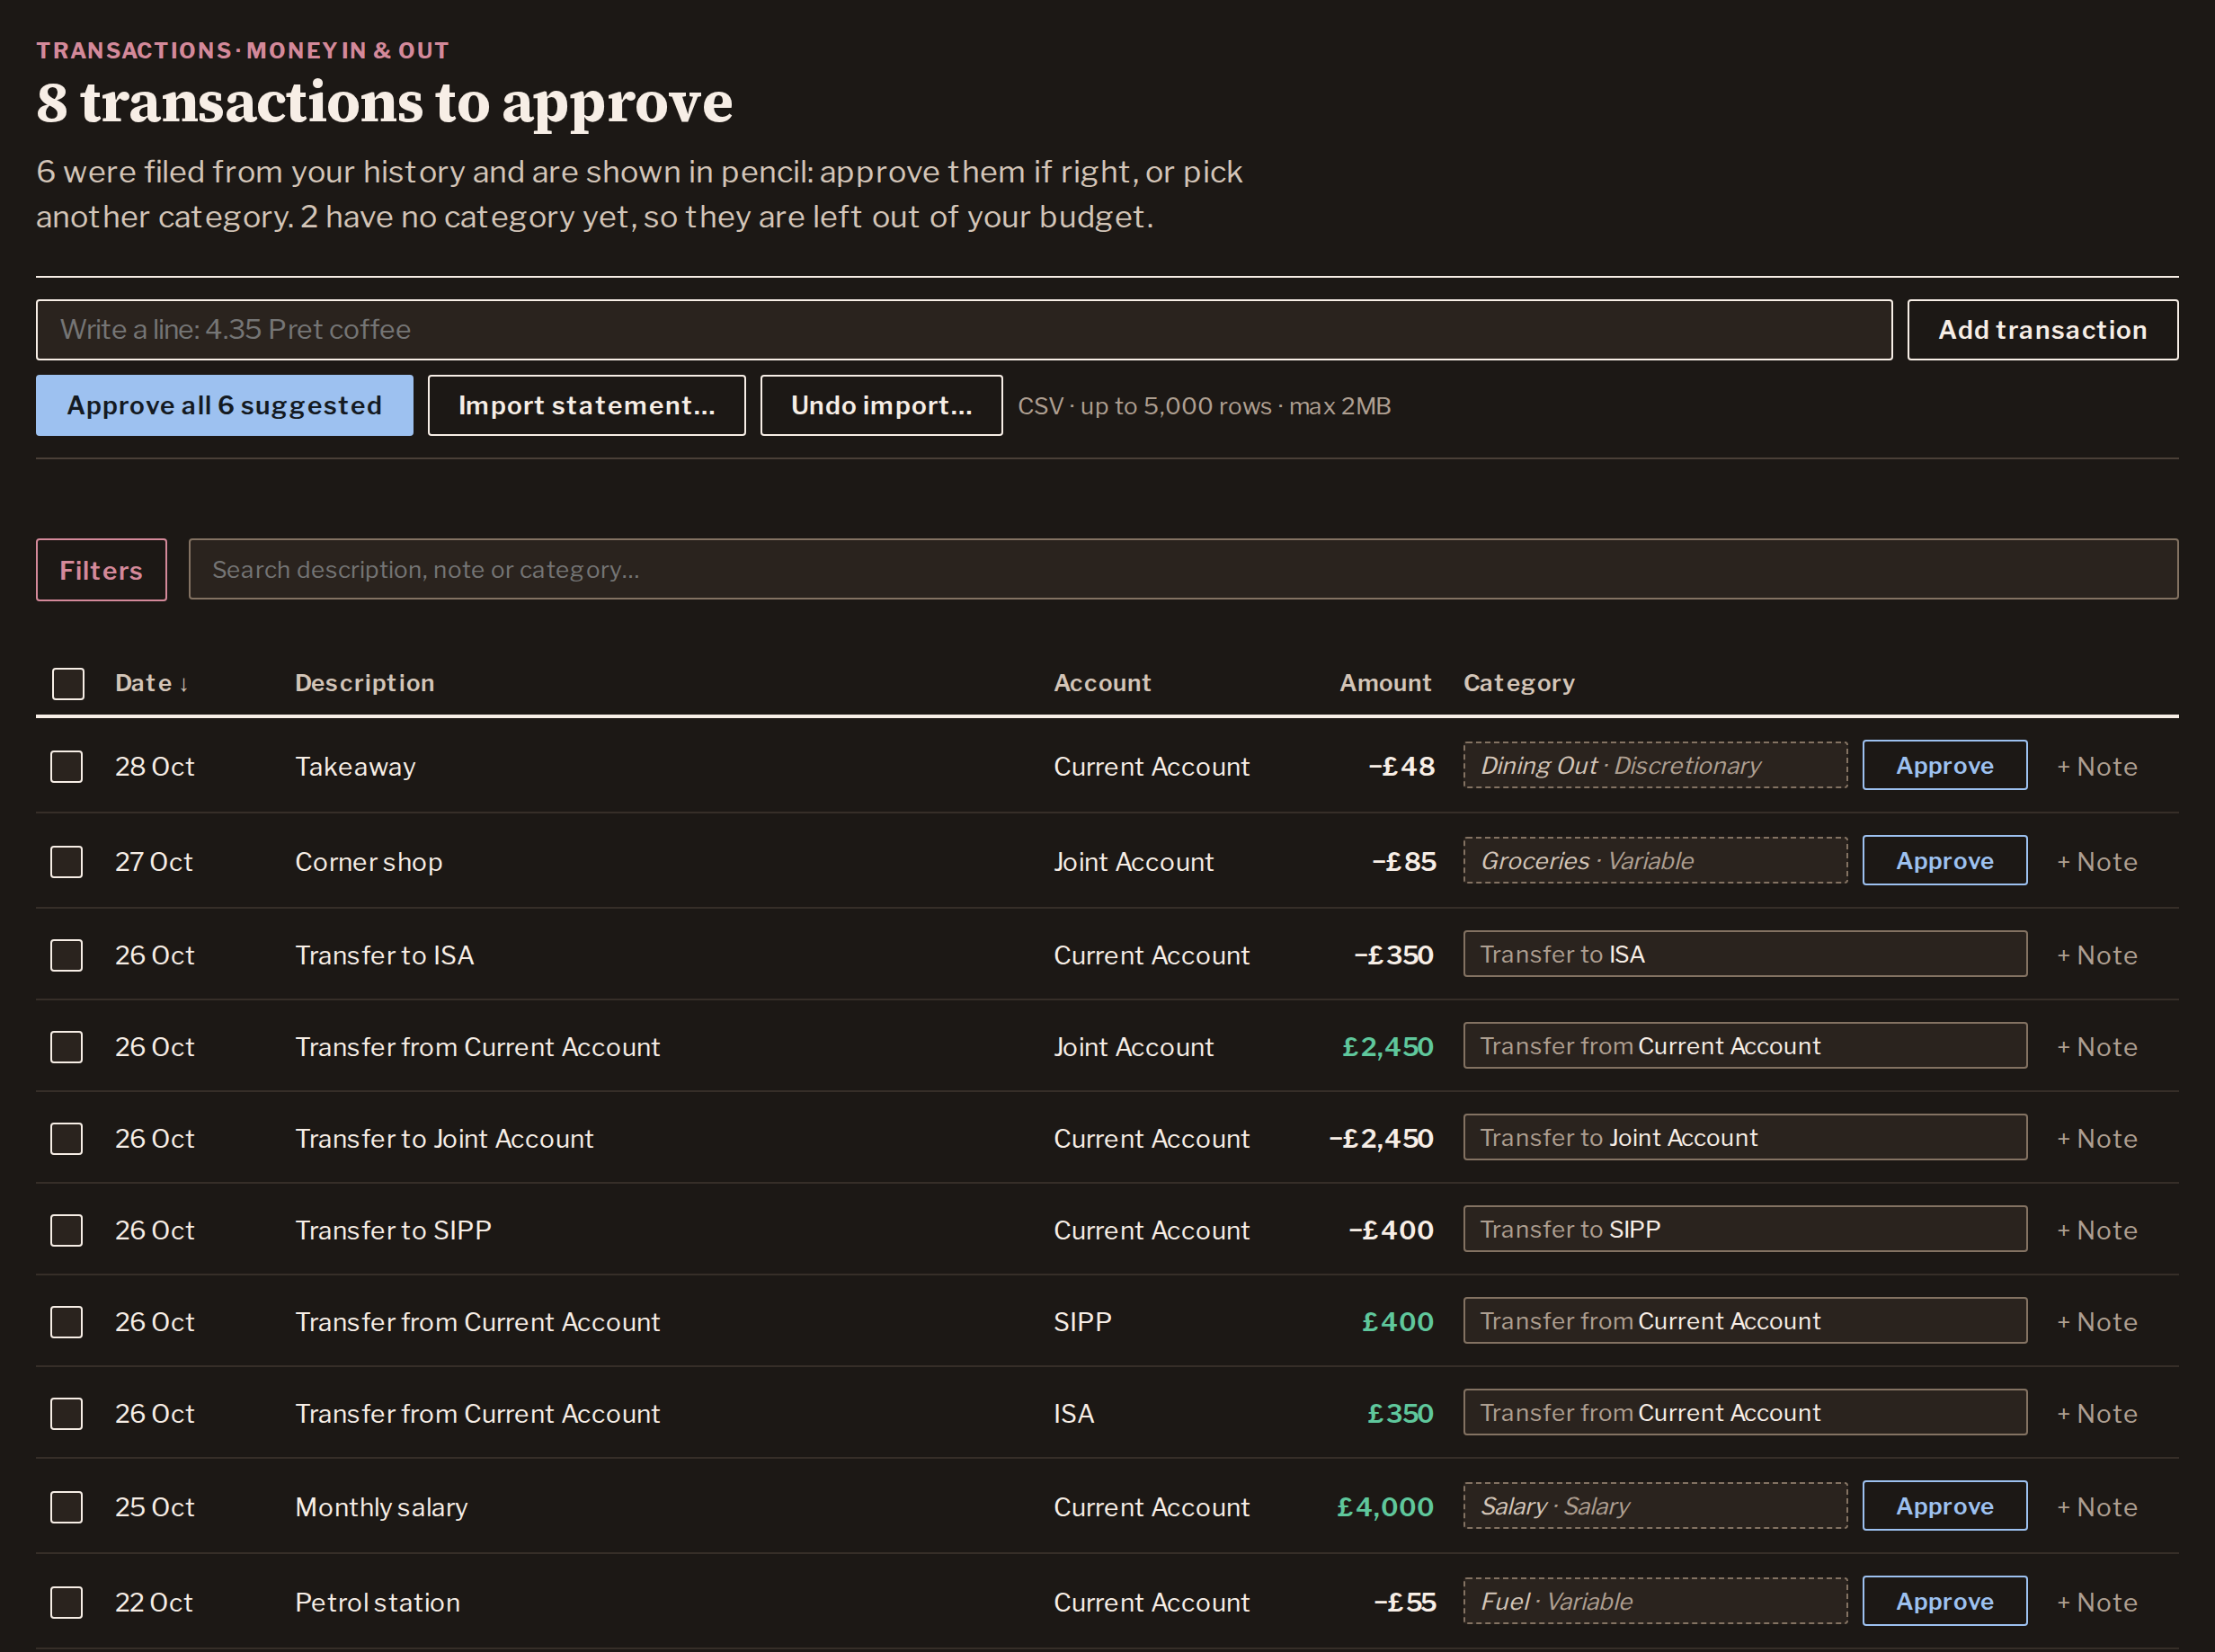 TRANSACTIONS · MONEY IN & OUT
8 transactions to approve
6 were filed from your history and are shown in pencil: approve them if right, or pick
another category. 2 have no category yet, so they are left out of your budget.
Write a line: 4.35 Pret coffee
Add transaction
Approve all 6 suggested
Import statement…
Undo import…
CSV · up to 5,000 rows · max 2MB
Filters
Search description, note or category…
Date ↓ Description Account Amount Category
28 Oct Takeaway Current Account −£48 Dining Out · Discretionary Approve + Note
27 Oct Corner shop Joint Account −£85 Groceries · Variable Approve + Note
26 Oct Transfer to ISA Current Account −£350 Transfer to ISA + Note
26 Oct Transfer from Current Account Joint Account £2,450 Transfer from Current Account + Note
26 Oct Transfer to Joint Account Current Account −£2,450 Transfer to Joint Account + Note
26 Oct Transfer to SIPP Current Account −£400 Transfer to SIPP + Note
26 Oct Transfer from Current Account SIPP £400 Transfer from Current Account + Note
26 Oct Transfer from Current Account ISA £350 Transfer from Current Account + Note
25 Oct Monthly salary Current Account £4,000 Salary · Salary Approve + Note
22 Oct Petrol station Current Account −£55 Fuel · Variable Approve + Note